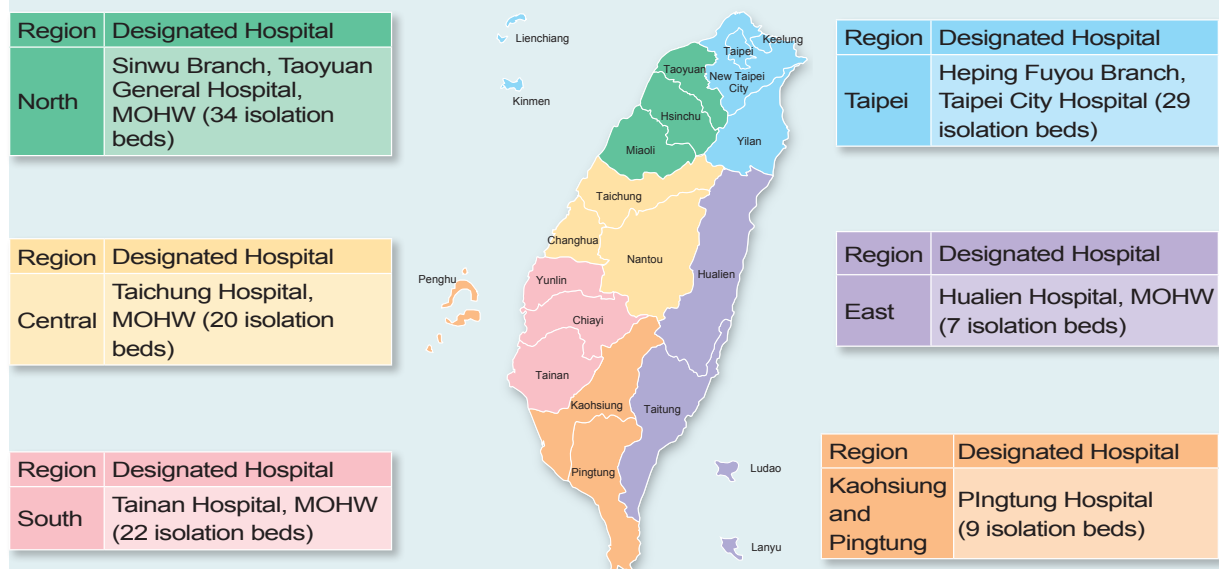 Region Designated Hospital
North
Sinwu Branch, Taoyuan
General Hospital,
MOHW (34 isolation
beds)
Region Designated Hospital
Central
Taichung Hospital,
MOHW (20 isolation
beds)
Region Designated Hospital
South
Tainan Hospital, MOHW
(22 isolation beds)
Lienchiang
Kinmen
Penghu
Keelung
Taipei
New Taipei
City
Taoyuan
Hsinchu
Yilan
Miaoli
Taichung
Changhua
Nantou
Hualien
Yunlin
Chiayi
Tainan
Kaohsiung
Taitung
Pingtung
Ludao
Lanyu
Region Designated Hospital
Taipei
Heping Fuyou Branch,
Taipei City Hospital (29
isolation beds)
Region Designated Hospital
East
Hualien Hospital, MOHW
(7 isolation beds)
Region Designated Hospital
Kaohsiung
and
Pingtung
PIngtung Hospital
(9 isolation beds)